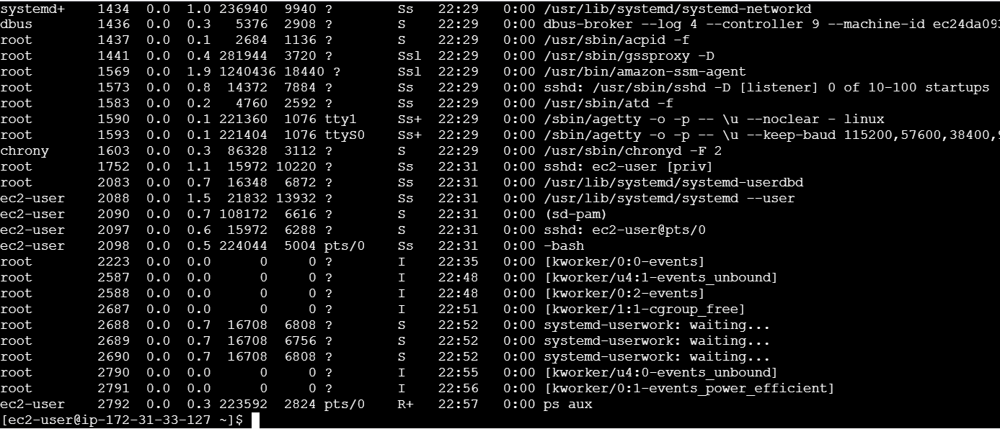 systemd+    1434  0.0  1.0 236940  9940 ?        Ss   22:29   0:00 /usr/lib/systemd/systemd-networkd
dbus        1436  0.0  0.3   5376  2908 ?        S    22:29   0:00 dbus-broker --log 4 --controller 9 --machine-id ec24da093
root        1437  0.0  0.1   2684  1136 ?        S    22:29   0:00 /usr/sbin/acpid -f
root        1441  0.0  0.4 281944  3720 ?        Ssl  22:29   0:00 /usr/sbin/gssproxy -D
root        1569  0.0  1.9 1240436 18440 ?       Ssl  22:29   0:00 /usr/bin/amazon-ssm-agent
root        1573  0.0  0.8  14372  7884 ?        Ss   22:29   0:00 sshd: /usr/sbin/sshd -D [listener] 0 of 10-100 startups
root        1583  0.0  0.2   4760  2592 ?        Ss   22:29   0:00 /usr/sbin/atd -f
root        1590  0.0  0.1 221360  1076 tty1     Ss+  22:29   0:00 /sbin/agetty -o -p -- \u --noclear - linux
root        1593  0.0  0.1 221404  1076 ttyS0    Ss+  22:29   0:00 /sbin/agetty -o -p -- \u --keep-baud 115200,57600,38400,9
chrony      1603  0.0  0.3  86328  3112 ?        S    22:29   0:00 /usr/sbin/chronyd -F 2
root        1752  0.0  1.1  15972 10220 ?        Ss   22:31   0:00 sshd: ec2-user [priv]
root        2083  0.0  0.7  16348  6872 ?        Ss   22:31   0:00 /usr/lib/systemd/systemd-userdbd
ec2-user    2088  0.0  1.5  21832 13932 ?        Ss   22:31   0:00 /usr/lib/systemd/systemd --user
ec2-user    2090  0.0  0.7 108172  6616 ?        S    22:31   0:00 (sd-pam)
ec2-user    2097  0.0  0.6  15972  6288 ?        S    22:31   0:00 sshd: ec2-user@pts/0
ec2-user    2098  0.0  0.5 224044  5004 pts/0    Ss   22:31   0:00 -bash
root        2223  0.0  0.0      0     0 ?        I    22:35   0:00 [kworker/0:0-events]
root        2587  0.0  0.0      0     0 ?        I    22:48   0:00 [kworker/u4:1-events_unbound]
root        2588  0.0  0.0      0     0 ?        I    22:48   0:00 [kworker/0:2-events]
root        2687  0.0  0.0      0     0 ?        I    22:51   0:00 [kworker/1:1-cgroup_free]
root        2688  0.0  0.7  16708  6808 ?        S    22:52   0:00 systemd-userwork: waiting...
root        2689  0.0  0.7  16708  6756 ?        S    22:52   0:00 systemd-userwork: waiting...
root        2690  0.0  0.7  16708  6808 ?        S    22:52   0:00 systemd-userwork: waiting...
root        2790  0.0  0.0      0     0 ?        I    22:55   0:00 [kworker/u4:0-events_unbound]
root        2791  0.0  0.0      0     0 ?        I    22:56   0:00 [kworker/0:1-events_power_efficient]
ec2-user    2792  0.0  0.3 223592  2824 pts/0    R+   22:57   0:00 ps aux
[ec2-user@ip-172-31-33-127 ~]$